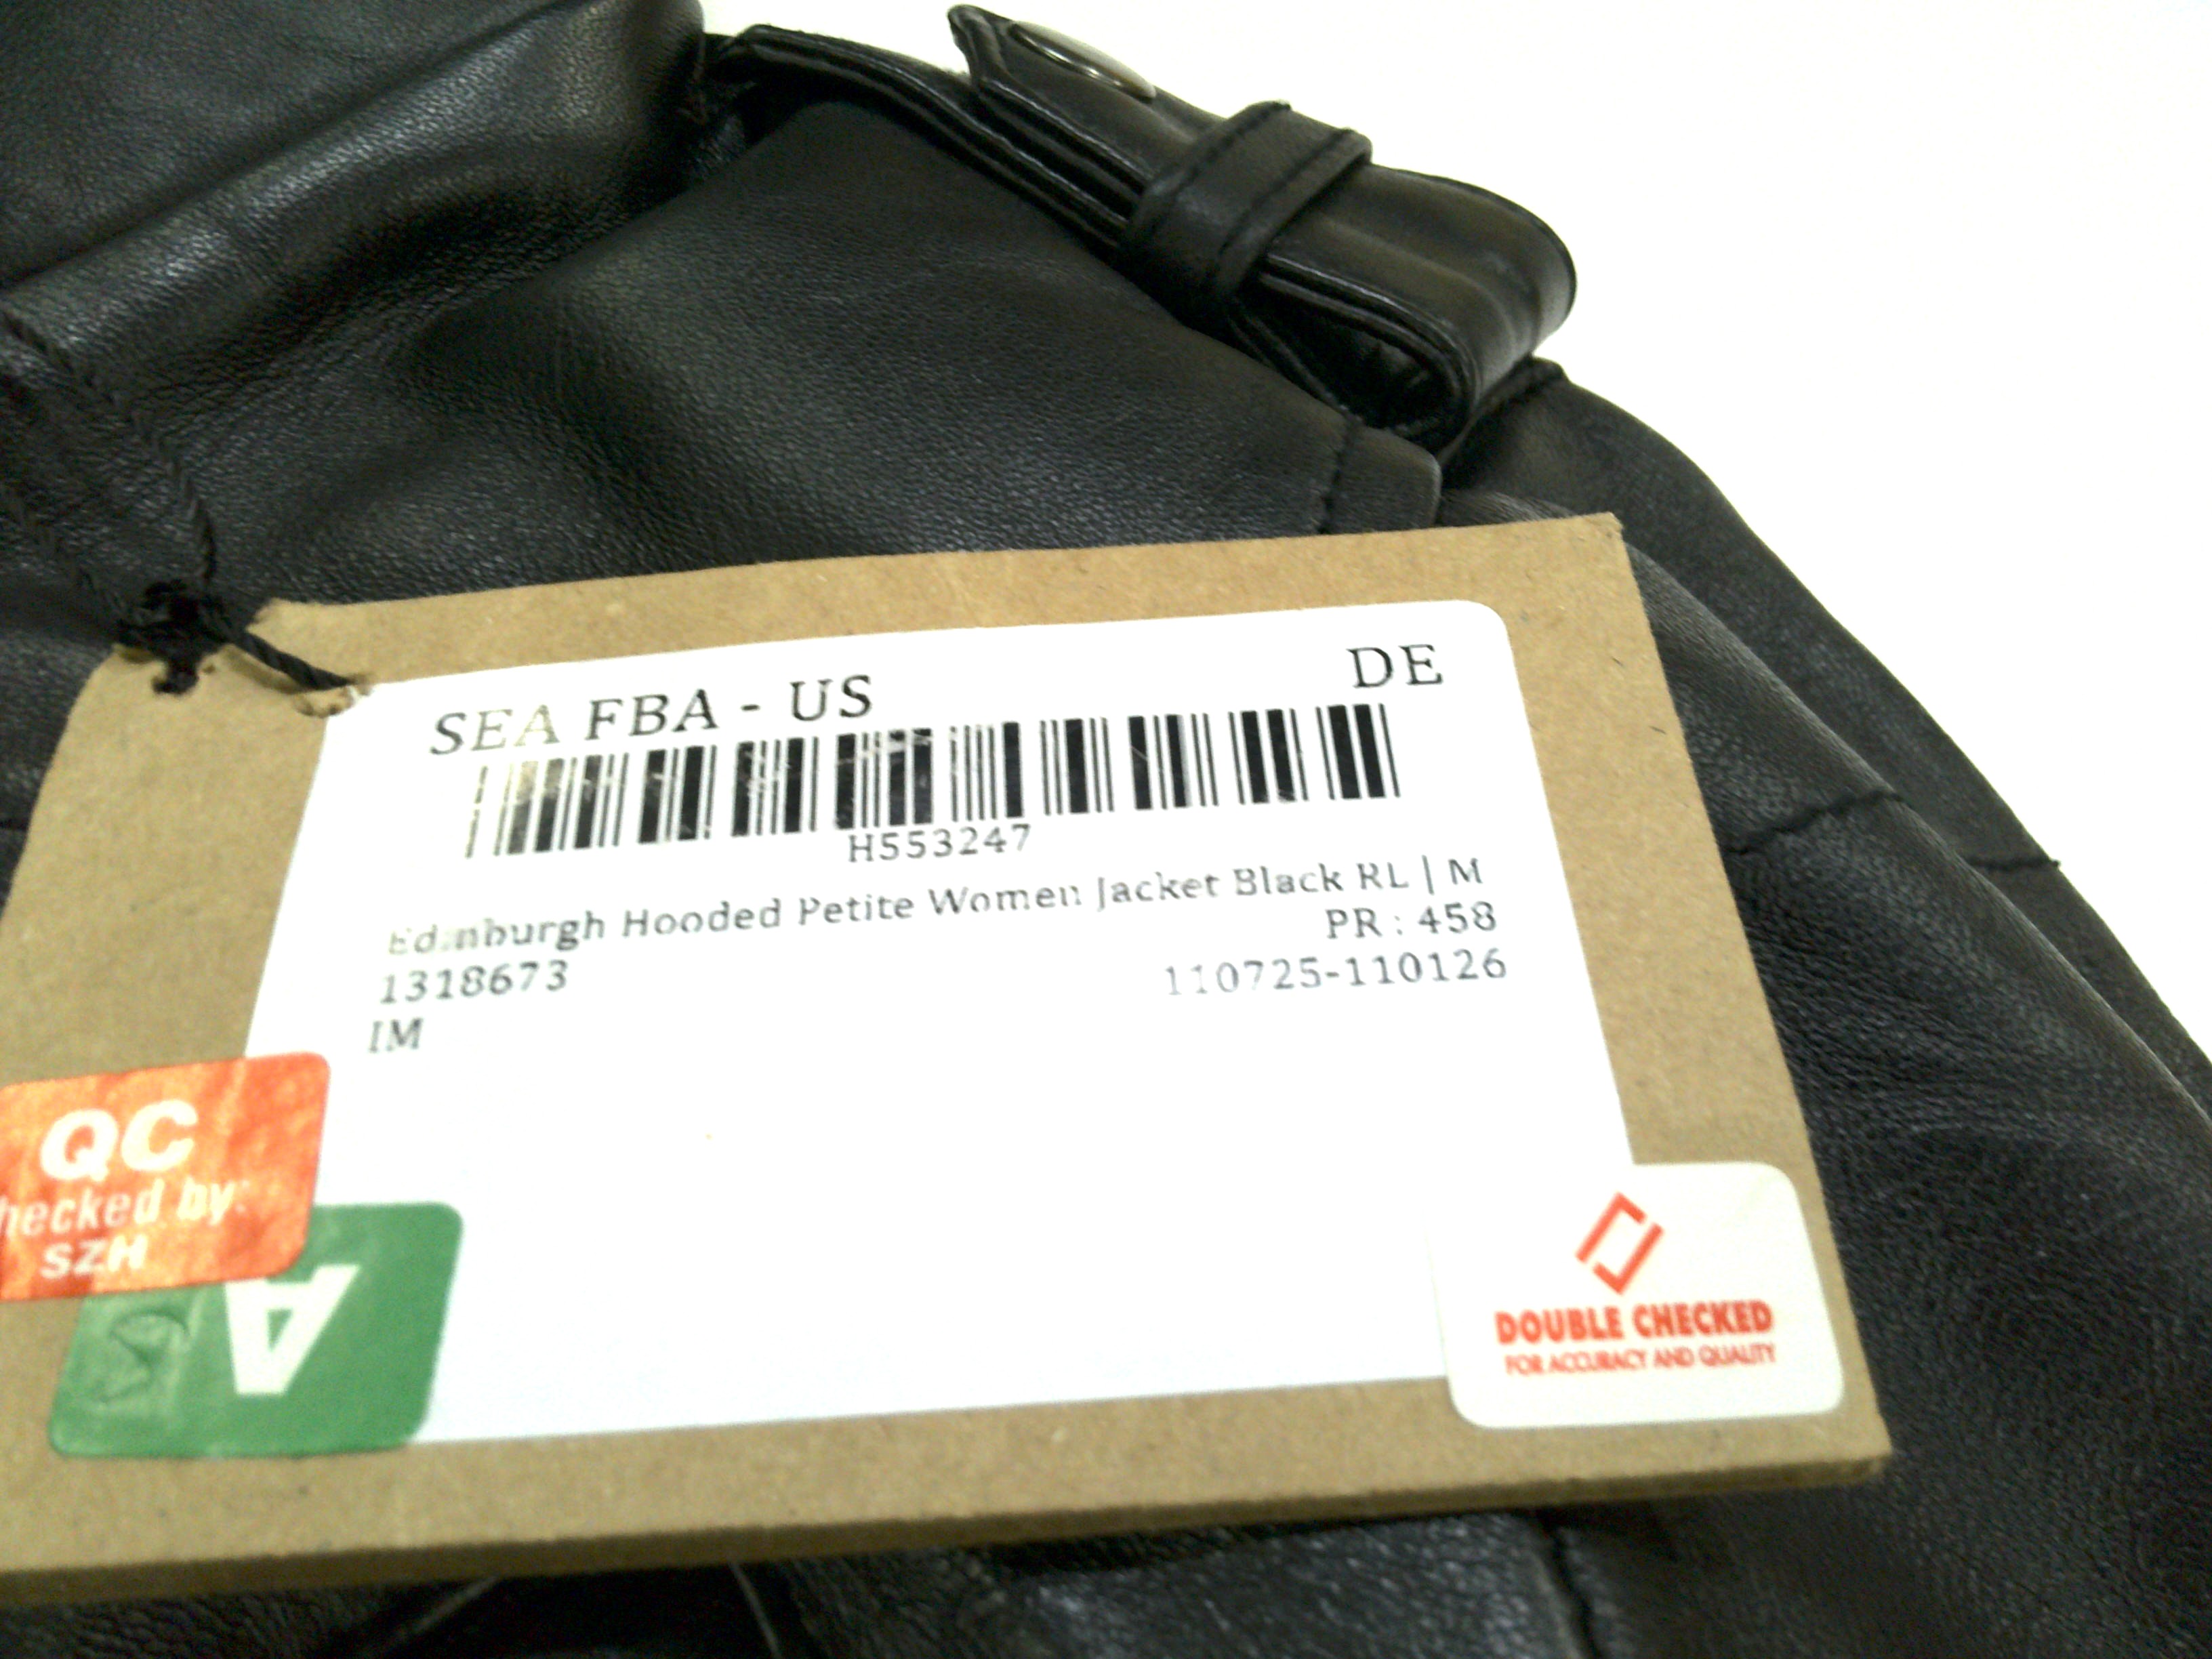 SEA FBA - US DE
H553247
Edinburgh Hooded Petite Women Jacket Black RL | M
PR : 458
1318673 110725-110126
IM
QC
hecked by:
SZH
A
DOUBLE CHECKED
FOR ACCURACY AND QUALITY